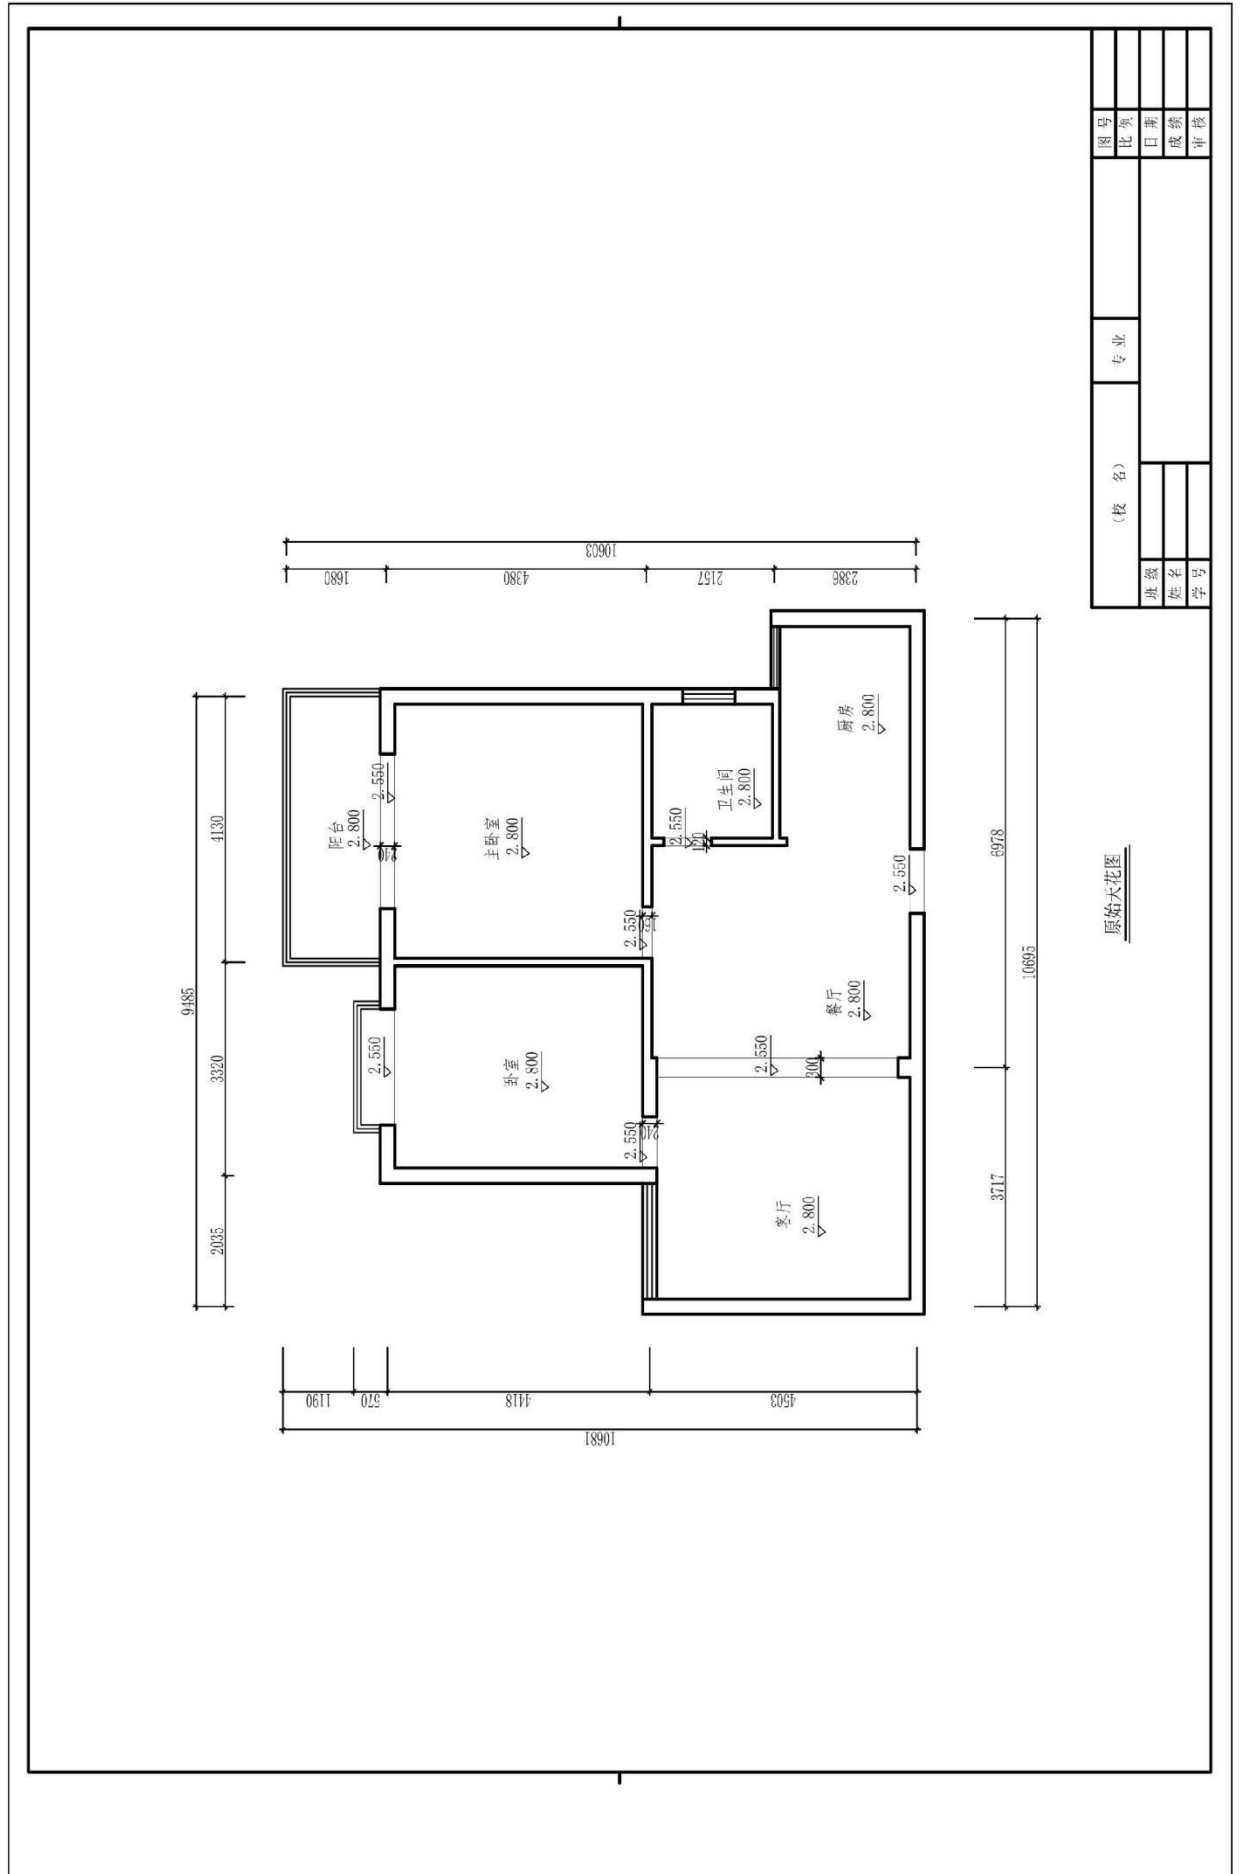 9485
2035
3320
4130
10681
1190
570
4418
4503
10603
1680
4380
2157
2386
阳台
2.800
2.550
2.550
240
卧室
2.800
主卧室
2.800
2.550
240
2.550
2.550
120
卫生间
2.800
客厅
2.800
2.550
300
餐厅
2.800
厨房
2.800
2.550
3717
6978
10695
原始天花图
(校 名)
专业
图号
比例
班级
日期
姓名
成绩
学号
审核